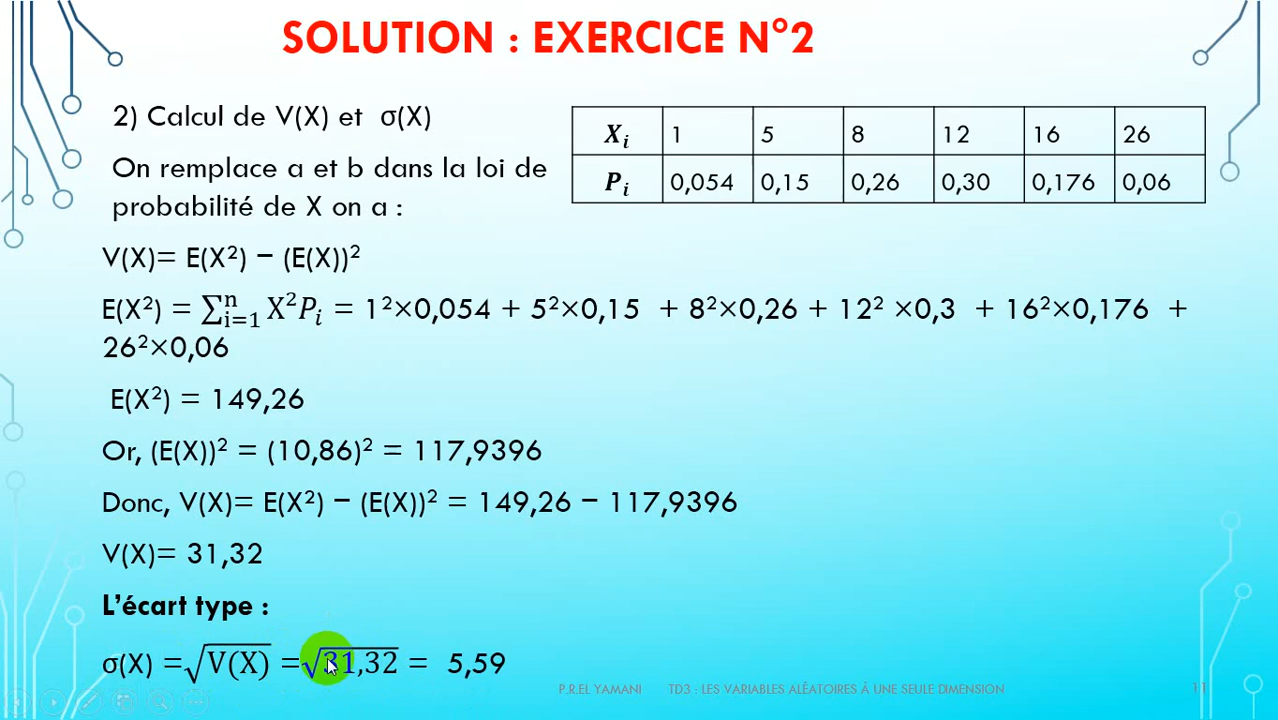 SOLUTION : EXERCICE N°2
2) Calcul de V(X) et σ(X)
On remplace a et b dans la loi de
probabilité de X on a :
Xᵢ 1 5 8 12 16 26
Pᵢ 0,054 0,15 0,26 0,30 0,176 0,06
V(X)= E(X²) − (E(X))²
E(X²) = ∑ⁿᵢ₌₁ X²Pᵢ = 1²×0,054 + 5²×0,15 + 8²×0,26 + 12² ×0,3 + 16²×0,176 +
26²×0,06
E(X²) = 149,26
Or, (E(X))² = (10,86)² = 117,9396
Donc, V(X)= E(X²) − (E(X))² = 149,26 − 117,9396
V(X)= 31,32
L’écart type :
σ(X) =√V(X) =√31,32 = 5,59
P.R.EL YAMANI TD3 : LES VARIABLES ALÉATOIRES À UNE SEULE DIMENSION 11